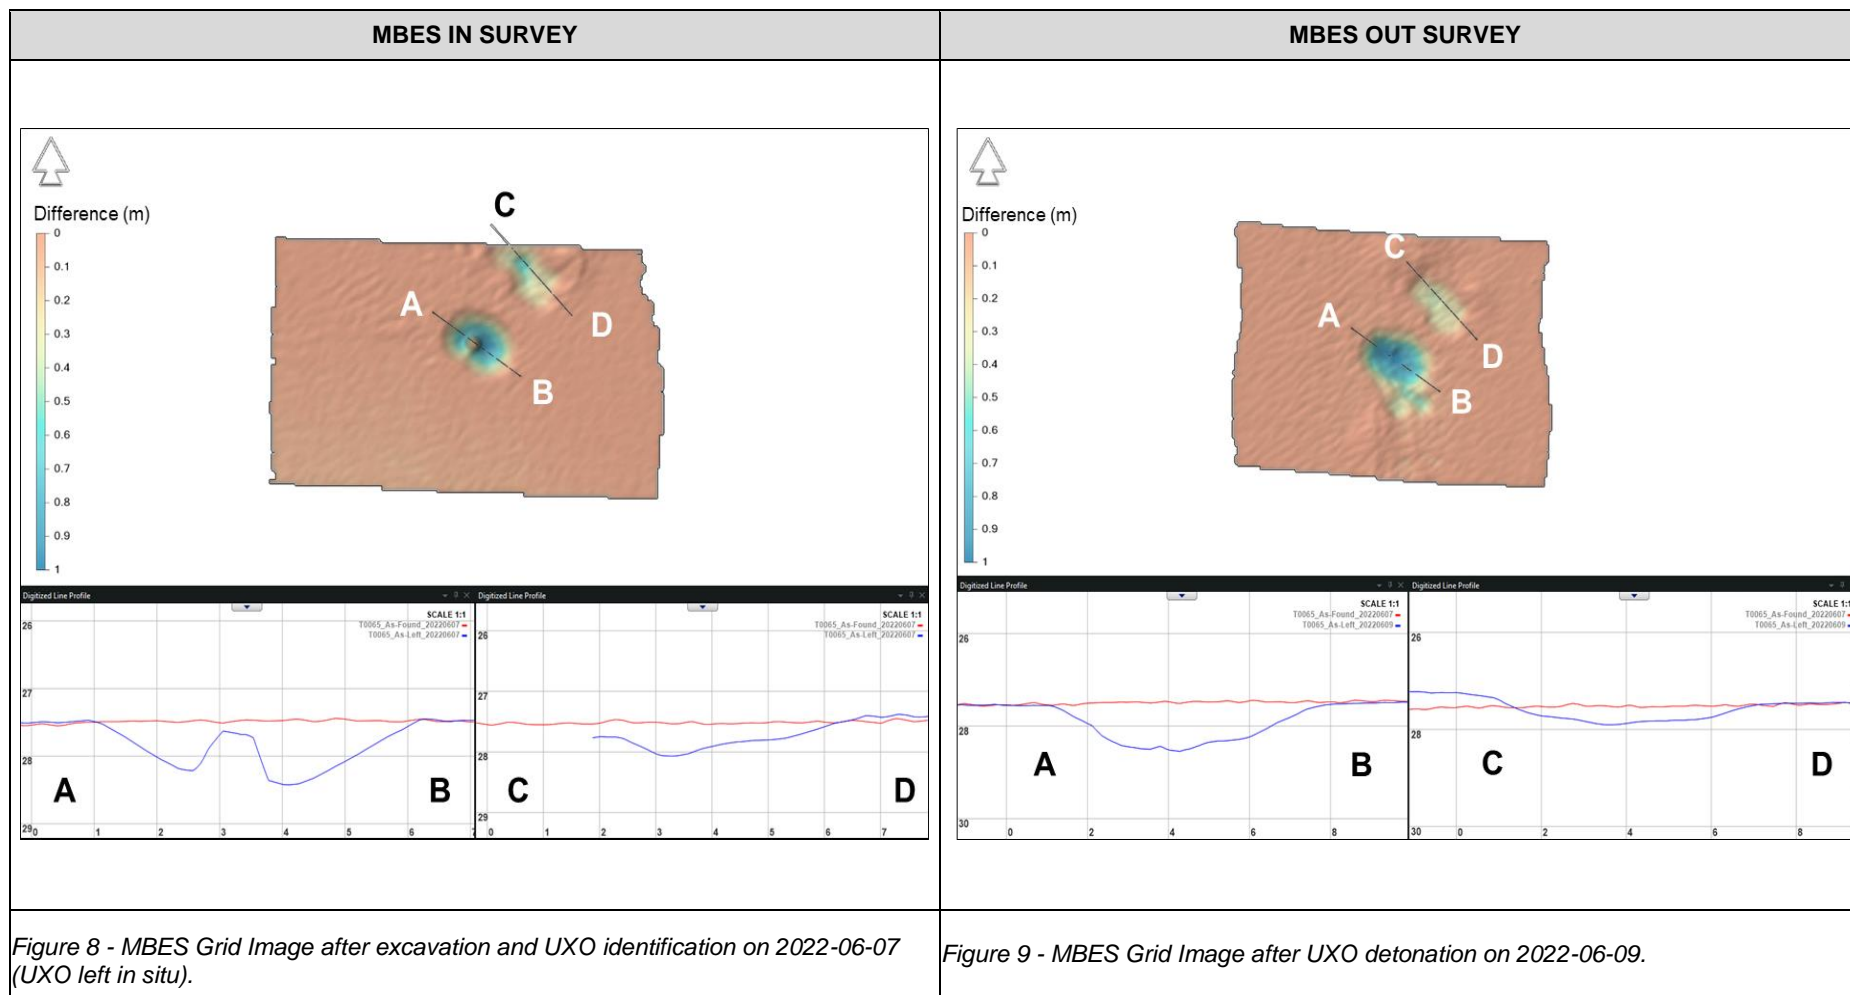 MBES IN SURVEY
MBES OUT SURVEY
Difference (m)
0
0.1
0.2
0.3
0.4
0.5
0.6
0.7
0.8
0.9
1
C
A
D
B
Digitized Line Profile
SCALE 1:1
T0065_As-Found_20220607
T0065_As-Left_20220607
26
27
28
29
A
B
0 1 2 3 4 5 6
Digitized Line Profile
SCALE 1:1
T0065_As-Found_20220607
T0065_As-Left_20220607
26
27
28
29
C
D
0 1 2 3 4 5 6 7
Difference (m)
0
0.1
0.2
0.3
0.4
0.5
0.6
0.7
0.8
0.9
1
C
A
D
B
Digitized Line Profile
SCALE 1:1
T0065_As-Found_20220607
T0065_As-Left_20220609
26
28
30
A
B
0 2 4 6 8
Digitized Line Profile
SCALE 1:1
T0065_As-Found_20220607
T0065_As-Left_20220609
26
28
30
C
D
0 2 4 6 8
Figure 8 - MBES Grid Image after excavation and UXO identification on 2022-06-07
(UXO left in situ).
Figure 9 - MBES Grid Image after UXO detonation on 2022-06-09.